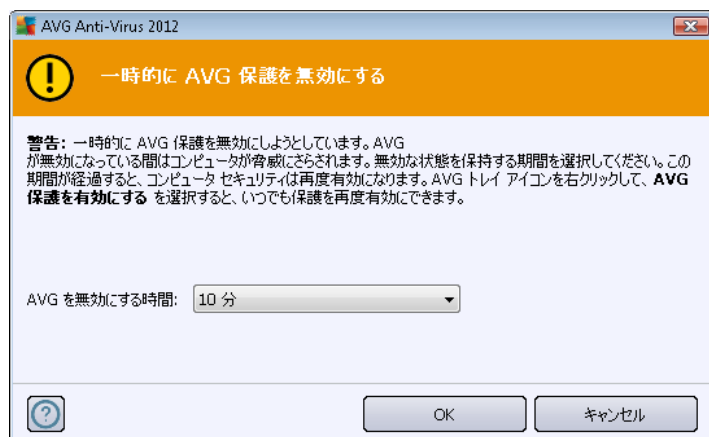 AVG Anti-Virus 2012
一時的に AVG 保護を無効にする
警告: 一時的に AVG 保護を無効にしようとしています。AVG
が無効になっている間はコンピュータが脅威にさらされます。無効な状態を保持する期間を選択してください。この
期間が経過すると、コンピュータ セキュリティは再度有効になります。AVG トレイ アイコンを右クリックして、AVG
保護を有効にする を選択すると、いつでも保護を再度有効にできます。
AVG を無効にする時間: 10 分
? OK キャンセル